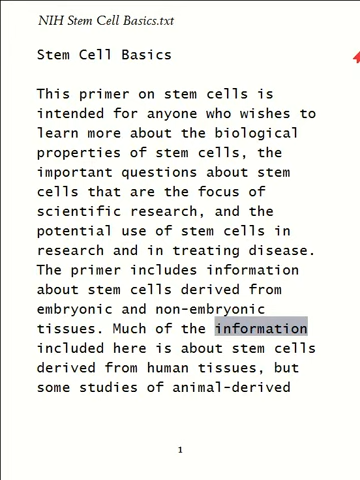 NIH Stem Cell Basics.txt
Stem Cell Basics
This primer on stem cells is
intended for anyone who wishes to
learn more about the biological
properties of stem cells, the
important questions about stem
cells that are the focus of
scientific research, and the
potential use of stem cells in
research and in treating disease.
The primer includes information
about stem cells derived from
embryonic and non-embryonic
tissues. Much of the information
included here is about stem cells
derived from human tissues, but
some studies of animal-derived
1